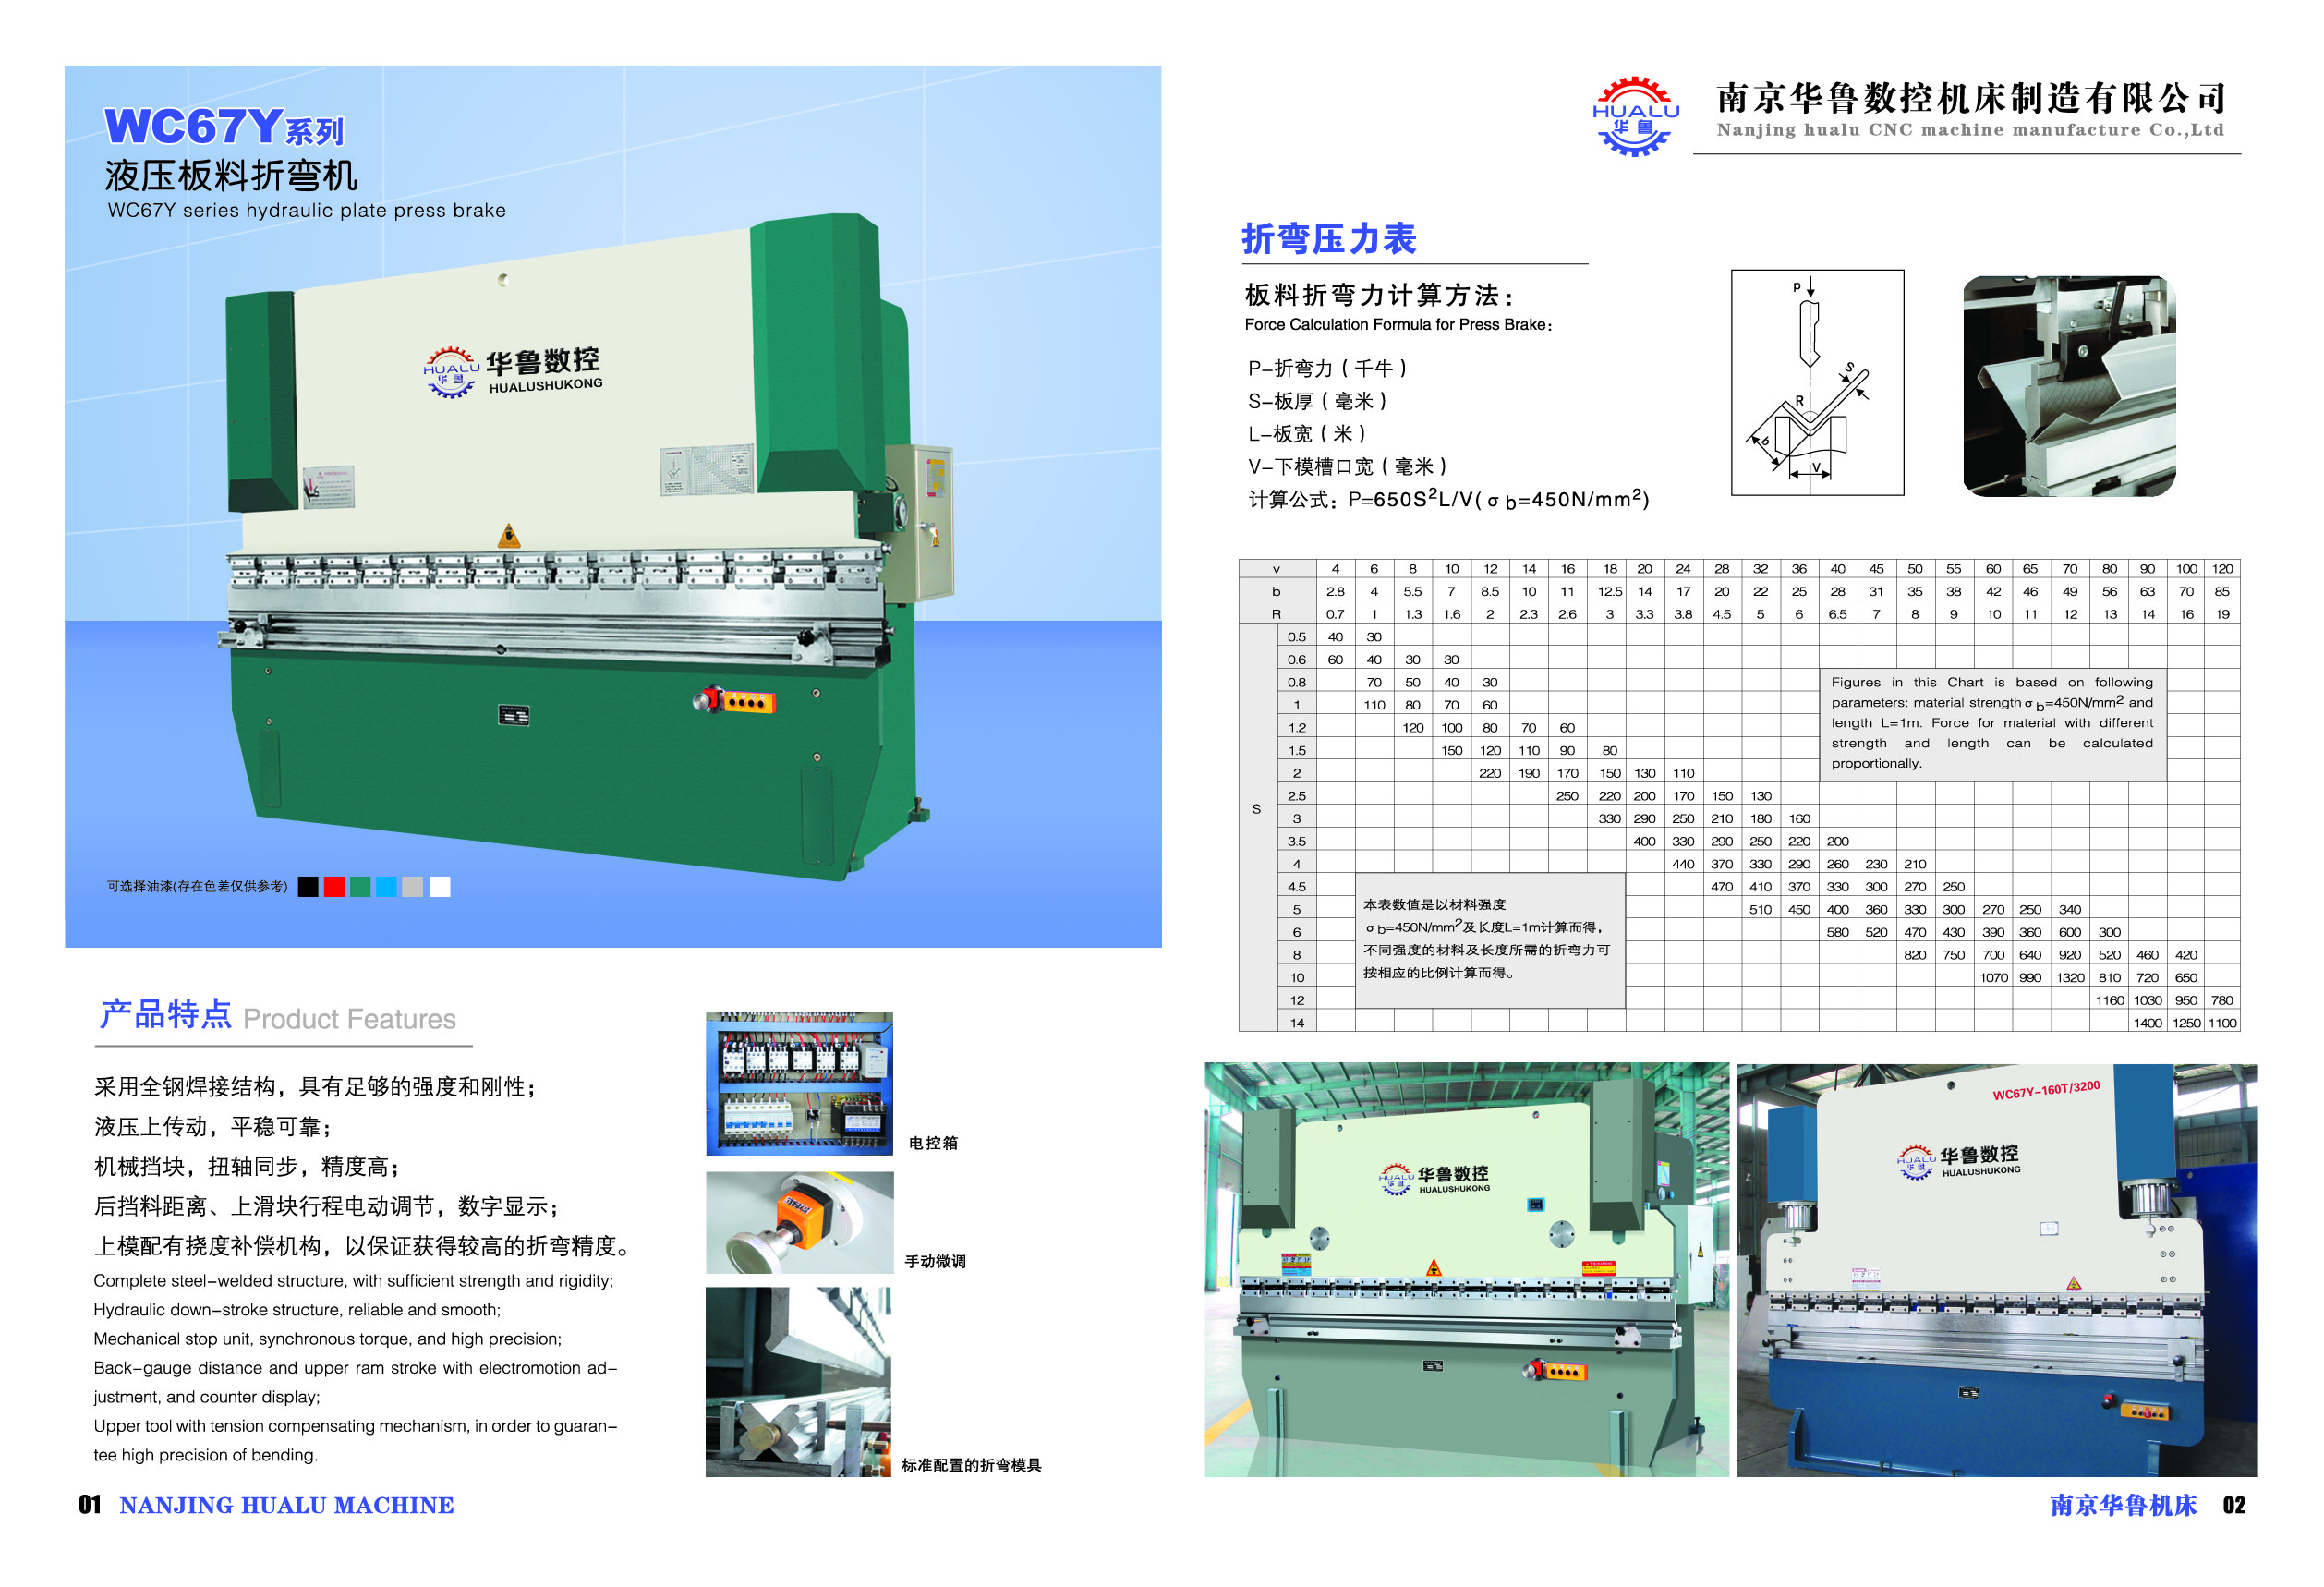 WC67Y系列
液压板料折弯机
WC67Y series hydraulic plate press brake
HUALU
华鲁
华鲁数控
HUALUSHUKONG
可选择油漆(存在色差仅供参考)
产品特点 Product Features
采用全钢焊接结构，具有足够的强度和刚性；
液压上传动，平稳可靠；
机械挡块，扭轴同步，精度高；
后挡料距离、上滑块行程电动调节，数字显示；
上模配有挠度补偿机构，以保证获得较高的折弯精度。
Complete steel-welded structure, with sufficient strength and rigidity;
Hydraulic down-stroke structure, reliable and smooth;
Mechanical stop unit, synchronous torque, and high precision;
Back-gauge distance and upper ram stroke with electromotion ad-
justment, and counter display;
Upper tool with tension compensating mechanism, in order to guaran-
tee high precision of bending.
电控箱
手动微调
标准配置的折弯模具
01 NANJING HUALU MACHINE
HUALU
华鲁
南京华鲁数控机床制造有限公司
Nanjing hualu CNC machine manufacture Co.,Ltd
折弯压力表
板料折弯力计算方法：
Force Calculation Formula for Press Brake:
P-折弯力（千牛）
S-板厚（毫米）
L-板宽（米）
V-下模槽口宽（毫米）
计算公式：P=650S²L/V(σb=450N/mm²)
P
S
R
b
V
v 4 6 8 10 12 14 16 18 20 24 28 32 36 40 45 50 55 60 65 70 80 90 100 120
b 2.8 4 5.5 7 8.5 10 11 12.5 14 17 20 22 25 28 31 35 38 42 46 49 56 63 70 85
R 0.7 1 1.3 1.6 2 2.3 2.6 3 3.3 3.8 4.5 5 6 6.5 7 8 9 10 11 12 13 14 16 19
S
0.5 40 30
0.6 60 40 30 30
0.8 70 50 40 30
1 110 80 70 60
1.2 120 100 80 70 60
1.5 150 120 110 90 80
2 220 190 170 150 130 110
2.5 250 220 200 170 150 130
3 330 290 250 210 180 160
3.5 400 330 290 250 220 200
4 440 370 330 290 260 230 210
4.5 470 410 370 330 300 270 250
5 510 450 400 360 330 300 270 250 340
6 580 520 470 430 390 360 600 300
8 820 750 700 640 920 520 460 420
10 1070 990 1320 810 720 650
12 1160 1030 950 780
14 1400 1250 1100
Figures in this Chart is based on following
parameters: material strength σb=450N/mm² and
length L=1m. Force for material with different
strength and length can be calculated
proportionally.
本表数值是以材料强度
σb=450N/mm²及长度L=1m计算而得，
不同强度的材料及长度所需的折弯力可
按相应的比例计算而得。
HUALU
华鲁
华鲁数控
HUALUSHUKONG
WC67Y-160T/3200
HUALU
华鲁
华鲁数控
HUALUSHUKONG
南京华鲁机床 02